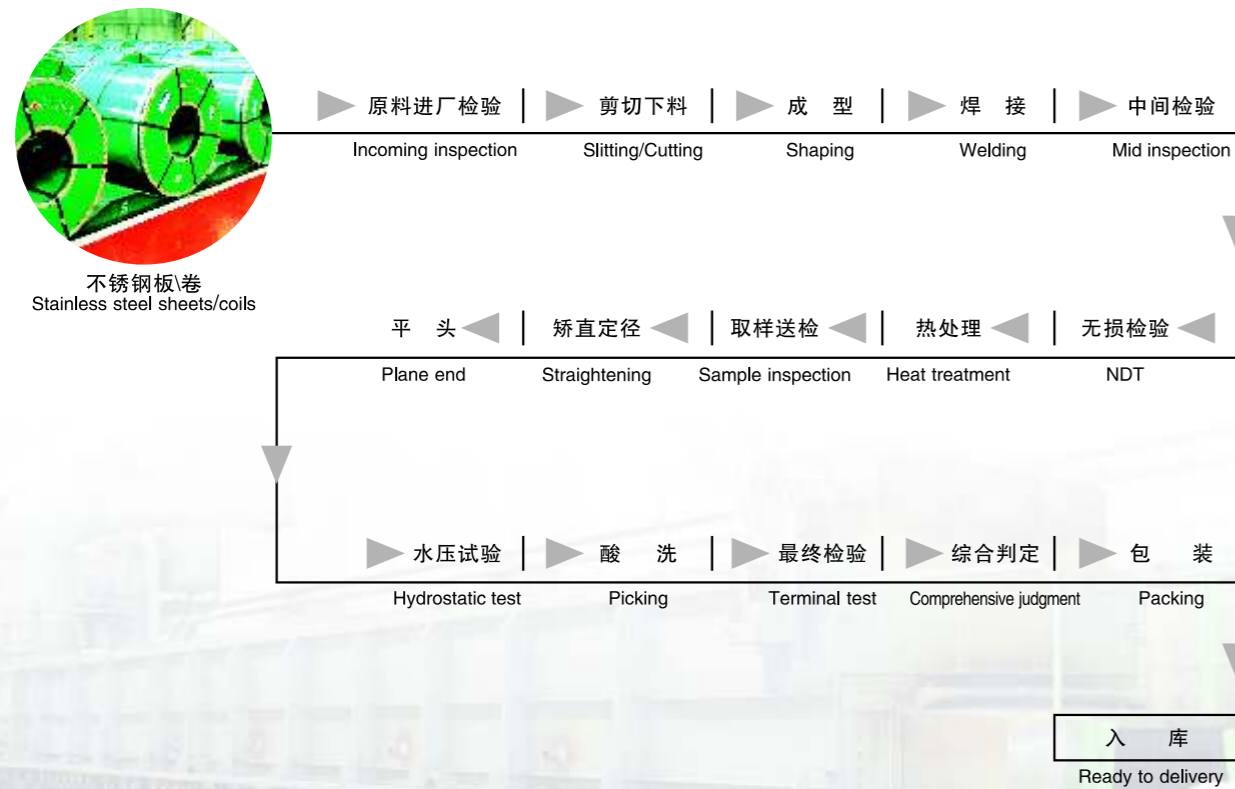 原料进厂检验 剪切下料 成 型 焊 接 中间检验
Incoming inspection Slitting/Cutting Shaping Welding Mid inspection
不锈钢板\卷
Stainless steel sheets/coils
平 头 矫直定径 取样送检 热处理 无损检验
Plane end Straightening Sample inspection Heat treatment NDT
水压试验 酸 洗 最终检验 综合判定 包 装
Hydrostatic test Picking Terminal test Comprehensive judgment Packing
入 库
Ready to delivery